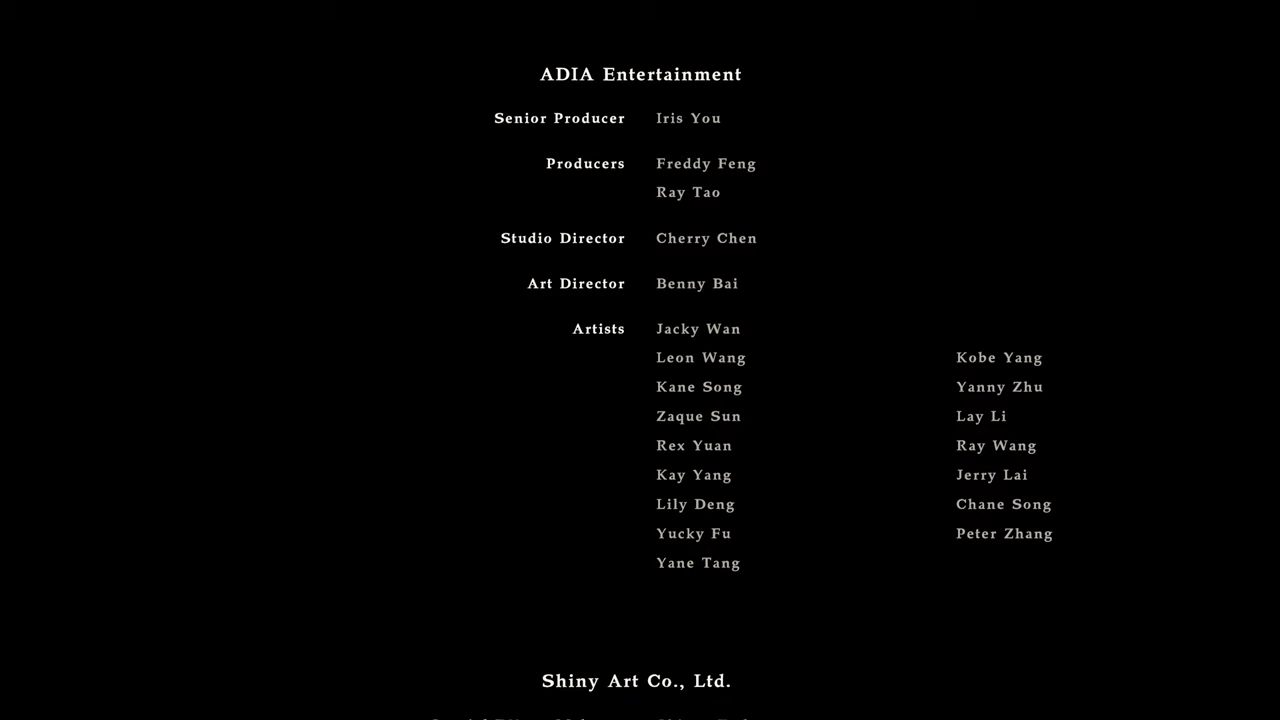 ADIA Entertainment
Senior Producer Iris You
Producers Freddy Feng
Ray Tao
Studio Director Cherry Chen
Art Director Benny Bai
Artists Jacky Wan
Leon Wang Kobe Yang
Kane Song Yanny Zhu
Zaque Sun Lay Li
Rex Yuan Ray Wang
Kay Yang Jerry Lai
Lily Deng Chane Song
Yucky Fu Peter Zhang
Yane Tang
Shiny Art Co., Ltd.